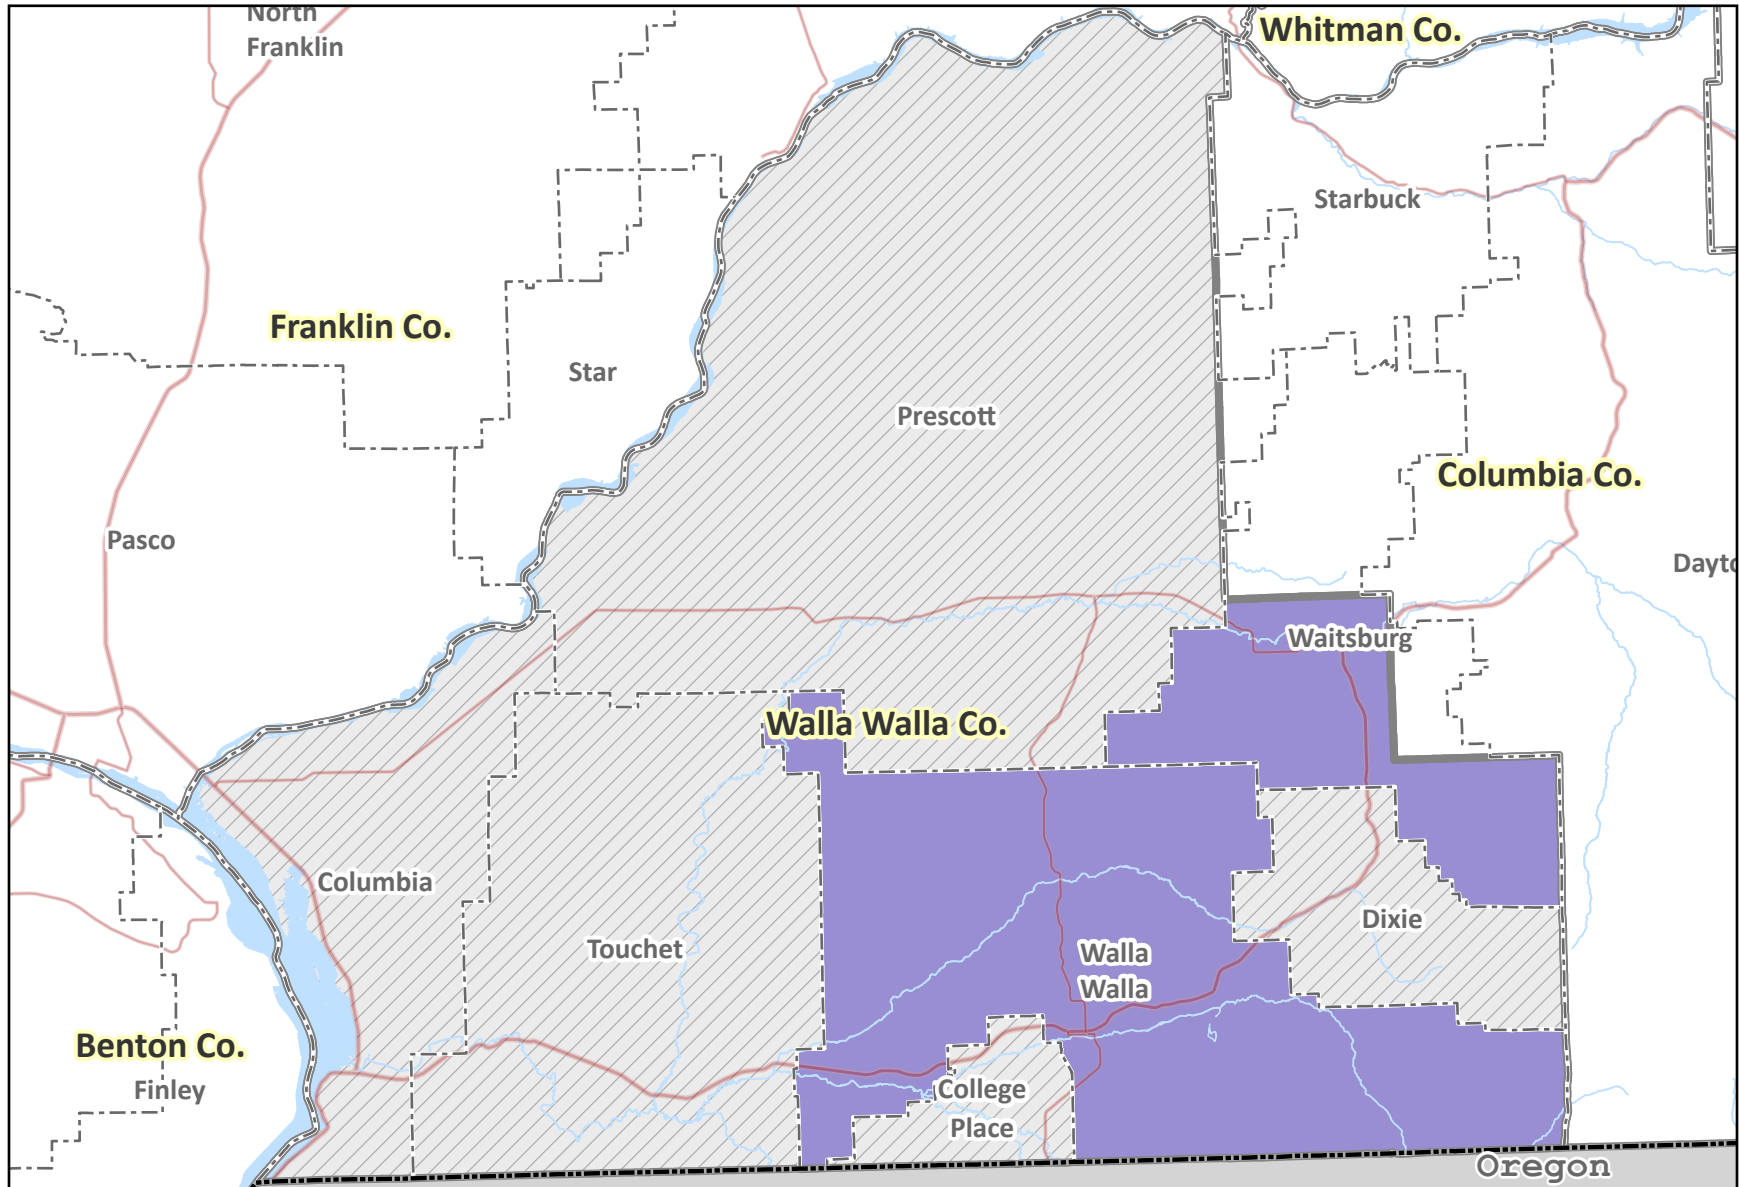 North
Franklin
Whitman Co.
Starbuck
Franklin Co.
Star
Prescott
Columbia Co.
Pasco
Dayto
Waitsburg
Walla Walla Co.
Columbia
Dixie
Touchet
Walla
Walla
Benton Co.
Finley
College
Place
Oregon